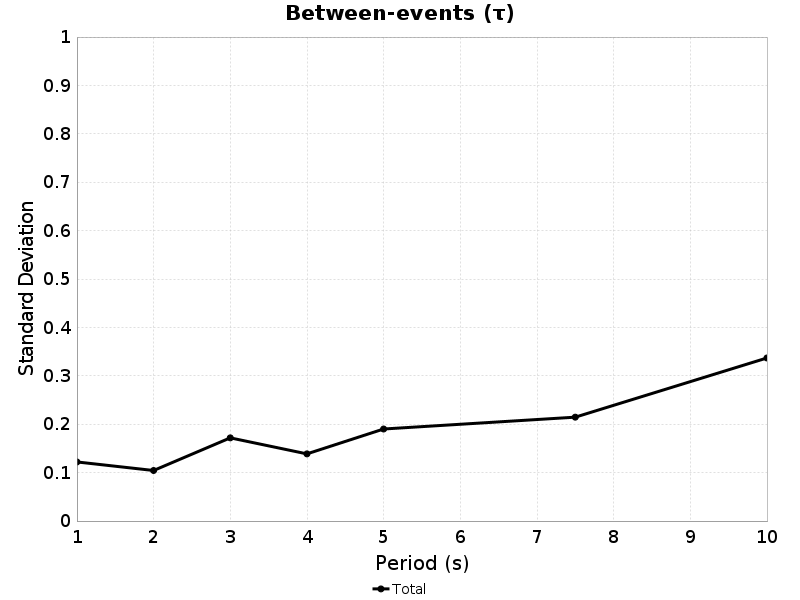 Between-events (τ)
1
0.9
0.8
0.7
0.6
0.5
0.4
0.3
0.2
0.1
0
Standard Deviation
1 2 3 4 5 6 7 8 9 10
Period (s)
Total